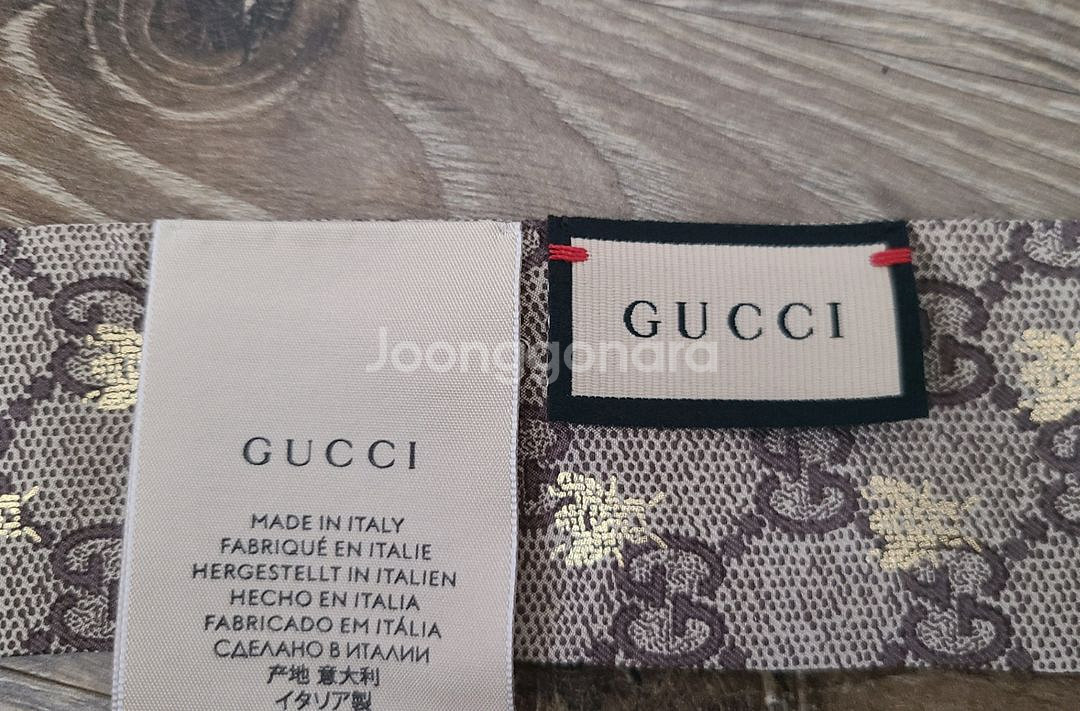 GUCCI
MADE IN ITALY
FABRIQUÉ EN ITALIE
HERGESTELLT IN ITALIEN
HECHO EN ITALIA
FABRICADO EM ITÁLIA
СДЕЛАНО В ИТАЛИИ
产地 意大利
イタリア製
GUCCI
Joonggonara